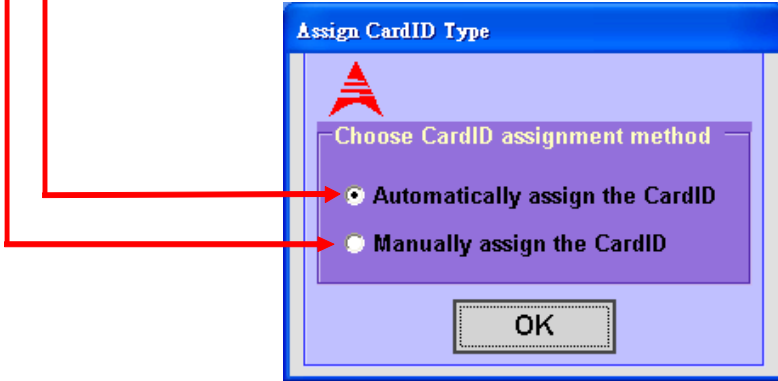 Assign CardID Type
Choose CardID assignment method
Automatically assign the CardID
Manually assign the CardID
OK